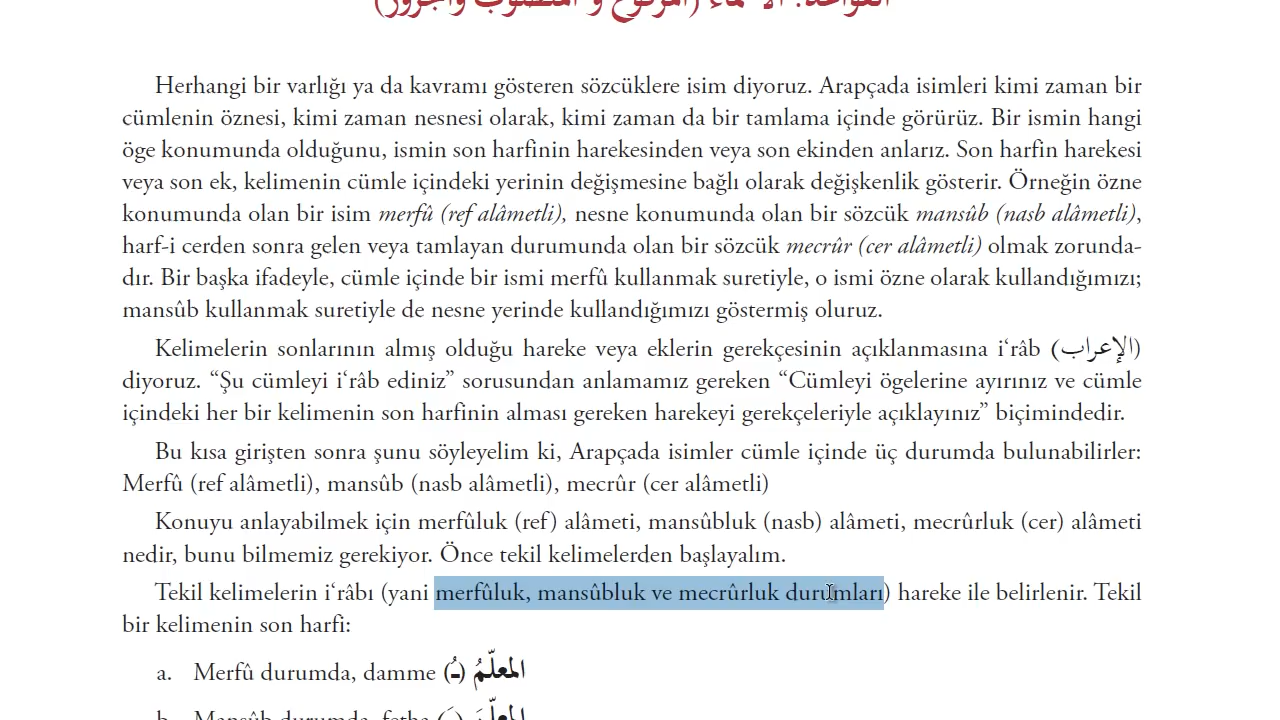 القواعد: الأسماء (المرفوع و المنصوب والمجرور)
Herhangi bir varlığı ya da kavramı gösteren sözcüklere isim diyoruz. Arapçada isimleri kimi zaman bir
cümlenin öznesi, kimi zaman nesnesi olarak, kimi zaman da bir tamlama içinde görürüz. Bir ismin hangi
öge konumunda olduğunu, ismin son harfinin harekesinden veya son ekinden anlarız. Son harfin harekesi
veya son ek, kelimenin cümle içindeki yerinin değişmesine bağlı olarak değişkenlik gösterir. Örneğin özne
konumunda olan bir isim merfû (ref alâmetli), nesne konumunda olan bir sözcük mansûb (nasb alâmetli),
harf-i cerden sonra gelen veya tamlayan durumunda olan bir sözcük mecrûr (cer alâmetli) olmak zorunda-
dır. Bir başka ifadeyle, cümle içinde bir ismi merfû kullanmak suretiyle, o ismi özne olarak kullandığımızı;
mansûb kullanmak suretiyle de nesne yerinde kullandığımızı göstermiş oluruz.
Kelimelerin sonlarının almış olduğu hareke veya eklerin gerekçesinin açıklanmasına i‘râb (الإعراب)
diyoruz. “Şu cümleyi i‘râb ediniz” sorusundan anlamamız gereken “Cümleyi ögelerine ayırınız ve cümle
içindeki her bir kelimenin son harfinin alması gereken harekeyi gerekçeleriyle açıklayınız” biçimindedir.
Bu kısa girişten sonra şunu söyleyelim ki, Arapçada isimler cümle içinde üç durumda bulunabilirler:
Merfû (ref alâmetli), mansûb (nasb alâmetli), mecrûr (cer alâmetli)
Konuyu anlayabilmek için merfûluk (ref) alâmeti, mansûbluk (nasb) alâmeti, mecrûrluk (cer) alâmeti
nedir, bunu bilmemiz gerekiyor. Önce tekil kelimelerden başlayalım.
Tekil kelimelerin i‘râbı (yani merfûluk, mansûbluk ve mecrûrluk durumları) hareke ile belirlenir. Tekil
bir kelimenin son harfi:
a. Merfû durumda, damme (ـُ) المعلّمُ
b. Mansûb durumda, fetha (ـَ) المعلّمَ